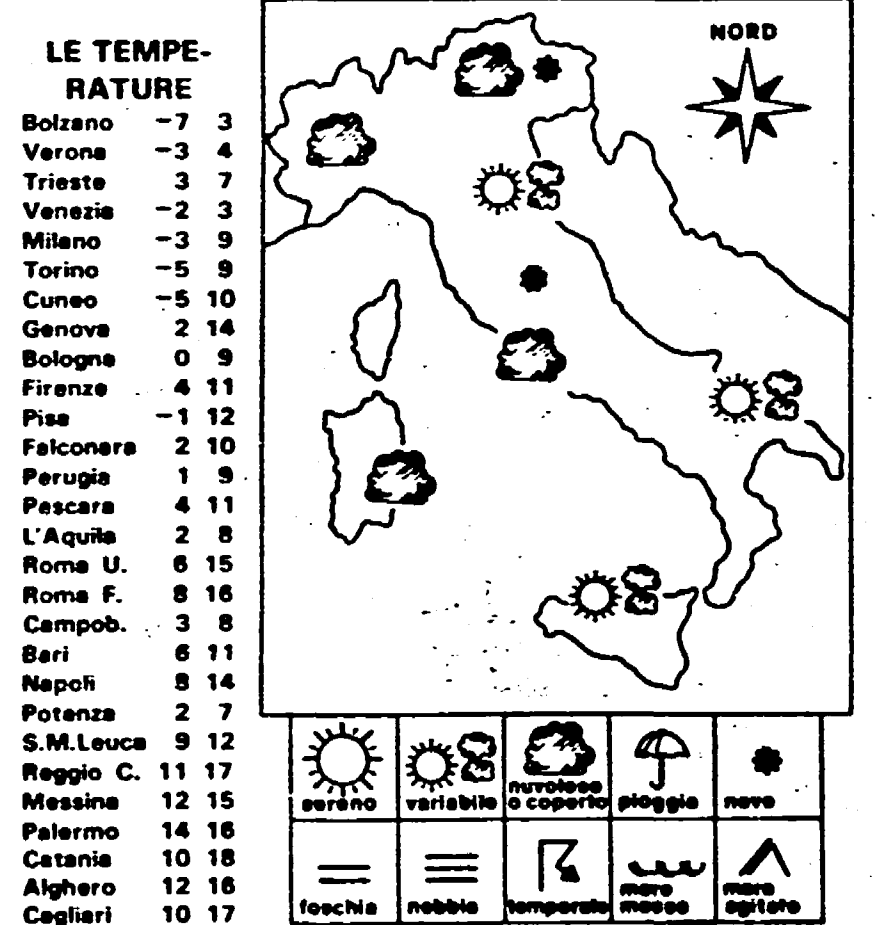 LE TEMPE-
RATURE
Bolzano -7 3
Verona -3 4
Trieste 3 7
Venezia -2 3
Milano -3 9
Torino -5 9
Cuneo -5 10
Genova 2 14
Bologna 0 9
Firenze 4 11
Pisa -1 12
Falconara 2 10
Perugia 1 9
Pescara 4 11
L'Aquila 2 8
Roma U. 6 15
Roma F. 8 16
Campob. 3 8
Bari 6 11
Napoli 8 14
Potenza 2 7
S.M.Leuca 9 12
Reggio C. 11 17
Messina 12 15
Palermo 14 16
Catania 10 18
Alghero 12 16
Cagliari 10 17
NORD
sereno
variabile
nuvoloso
o coperto
pioggia
neve
foschia
nebbia
temporale
mare
mosso
mare
agitato